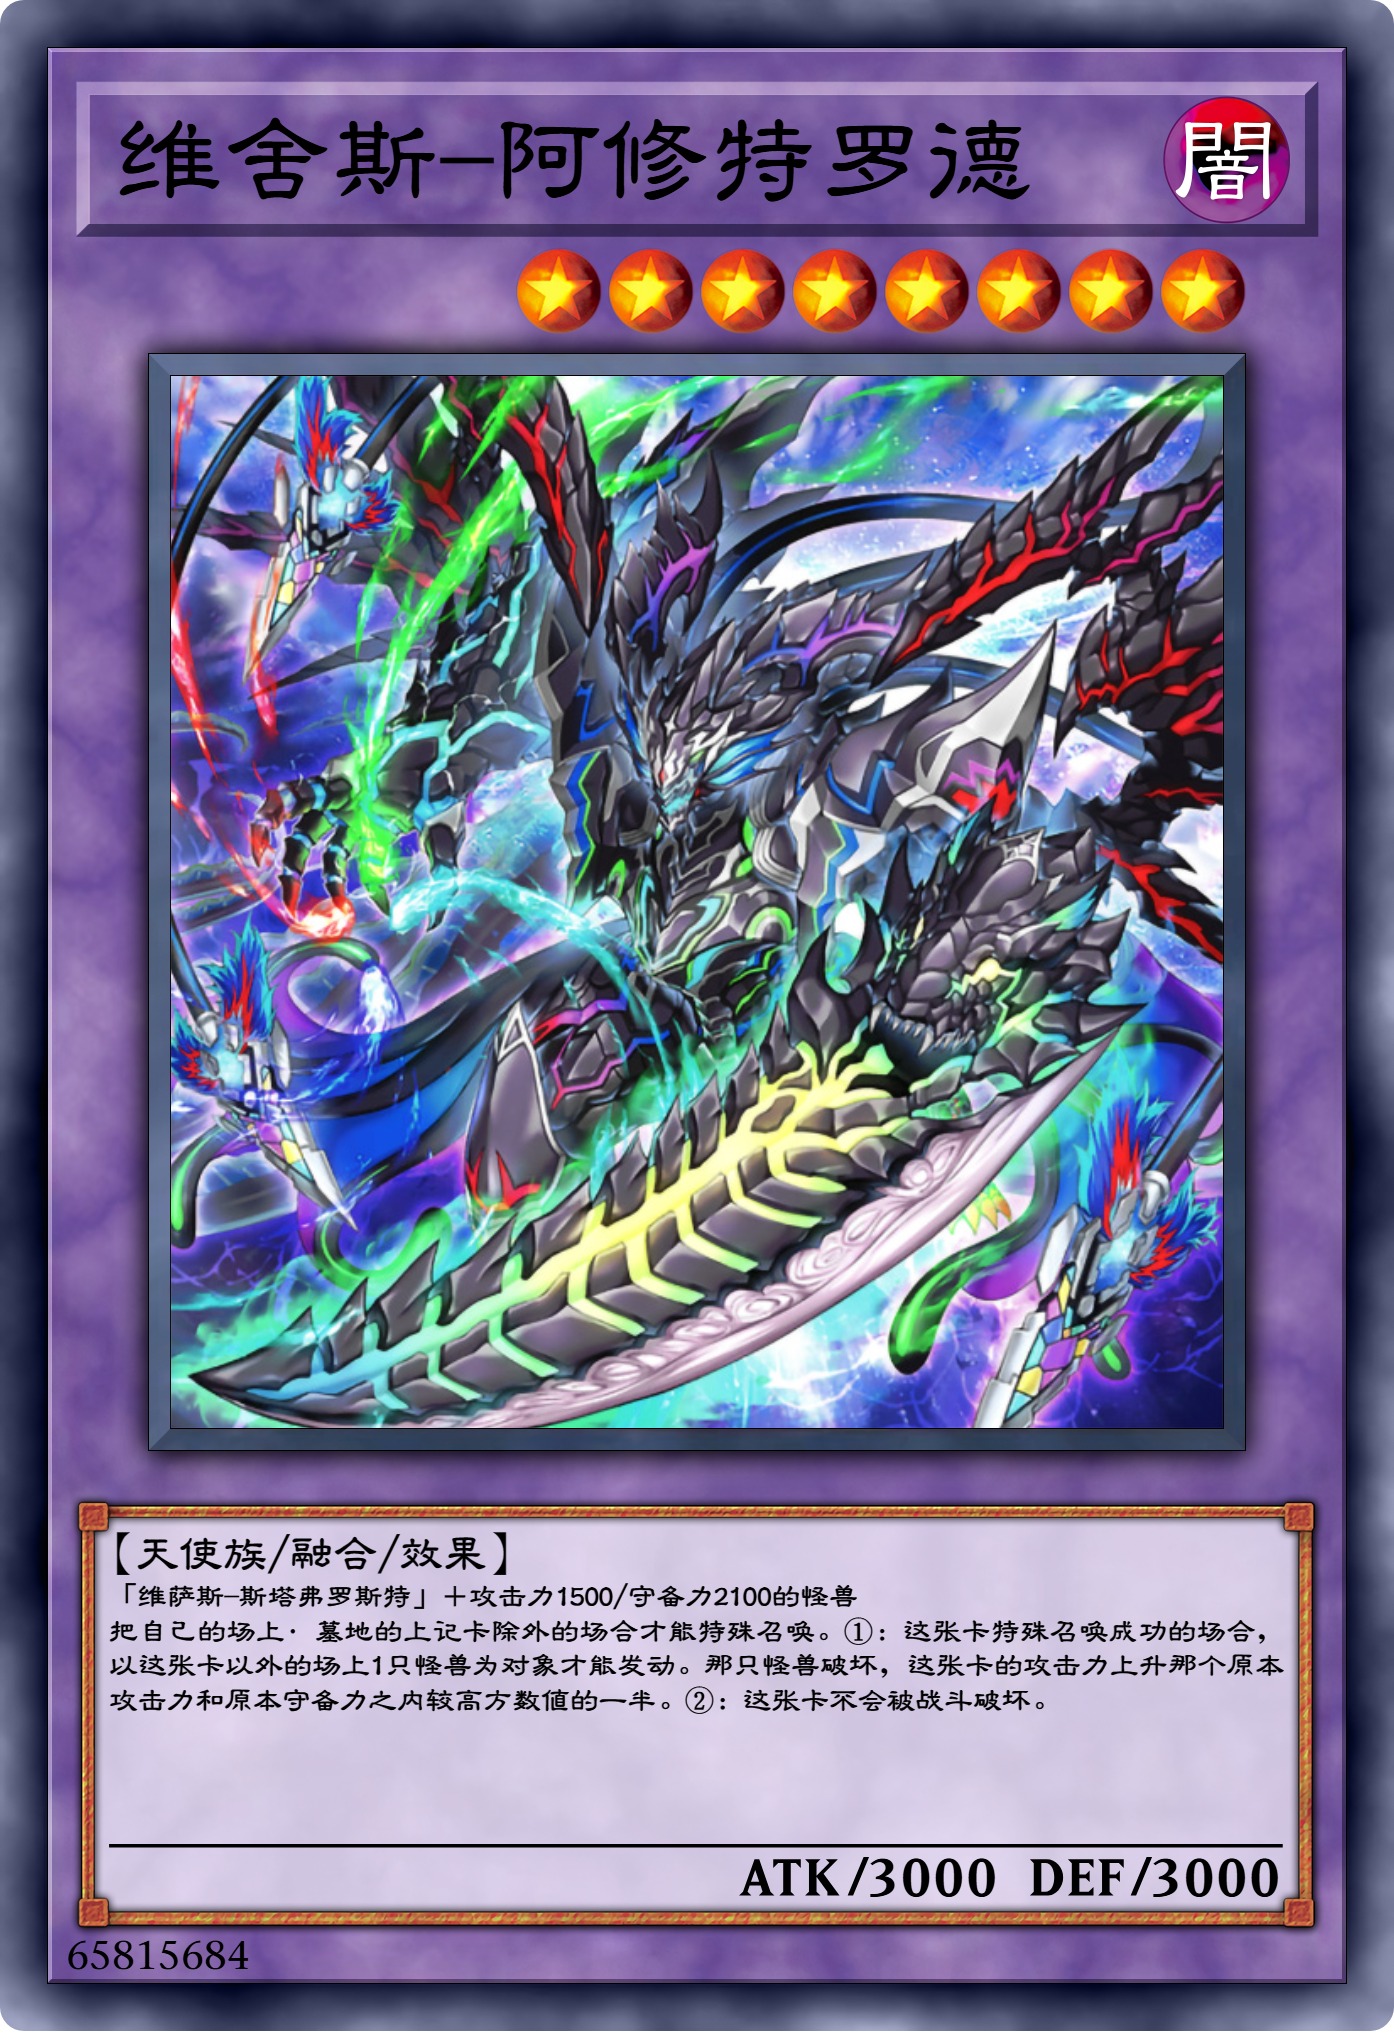 维舍斯-阿修特罗德
闇
【天使族/融合/效果】
「维萨斯-斯塔弗罗斯特」＋攻击力1500/守备力2100的怪兽
把自己的场上·墓地的上记卡除外的场合才能特殊召唤。①：这张卡特殊召唤成功的场合，
以这张卡以外的场上1只怪兽为对象才能发动。那只怪兽破坏，这张卡的攻击力上升那个原本
攻击力和原本守备力之内较高方数值的一半。②：这张卡不会被战斗破坏。
ATK/3000 DEF/3000
65815684